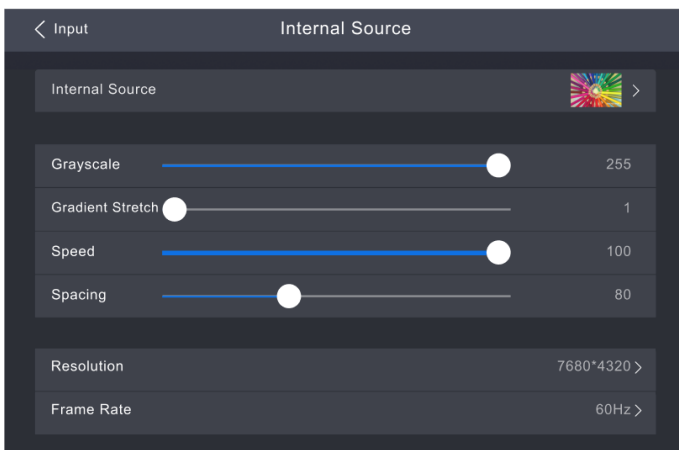 Input
Internal Source
Internal Source
Grayscale 255
Gradient Stretch 1
Speed 100
Spacing 80
Resolution 7680*4320
Frame Rate 60Hz